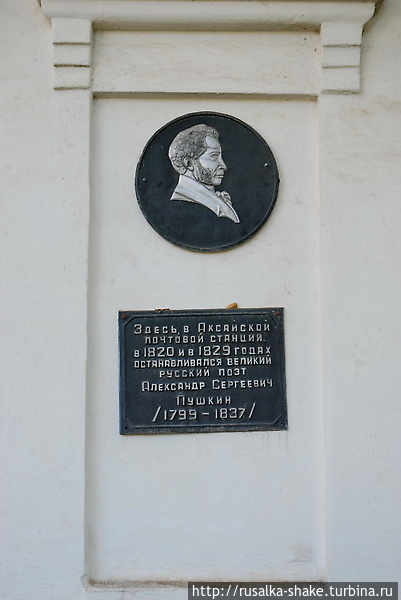 Здесь, в Аксайской
почтовой станции,
в 1820 и в 1829 годах
останавливался великий
русский поэт
Александр Сергеевич
Пушкин
/1799 – 1837/
http://rusalka-shake.turbina.ru